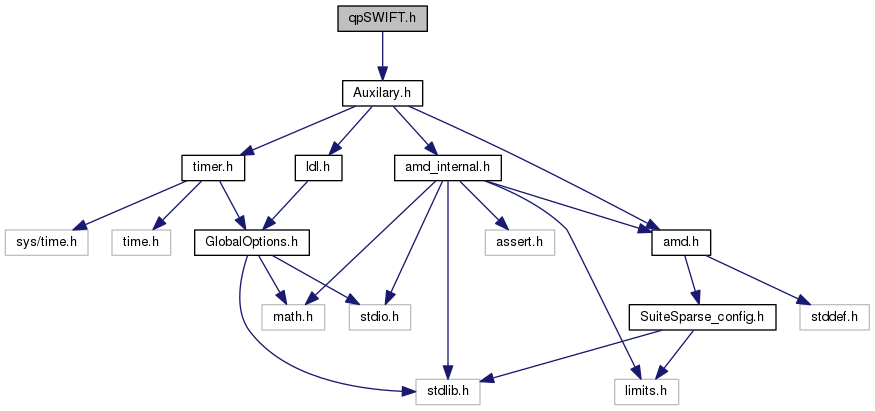 qpSWIFT.h
Auxilary.h
timer.h
ldl.h
amd_internal.h
sys/time.h
time.h
GlobalOptions.h
assert.h
amd.h
math.h
stdio.h
SuiteSparse_config.h
stddef.h
stdlib.h
limits.h